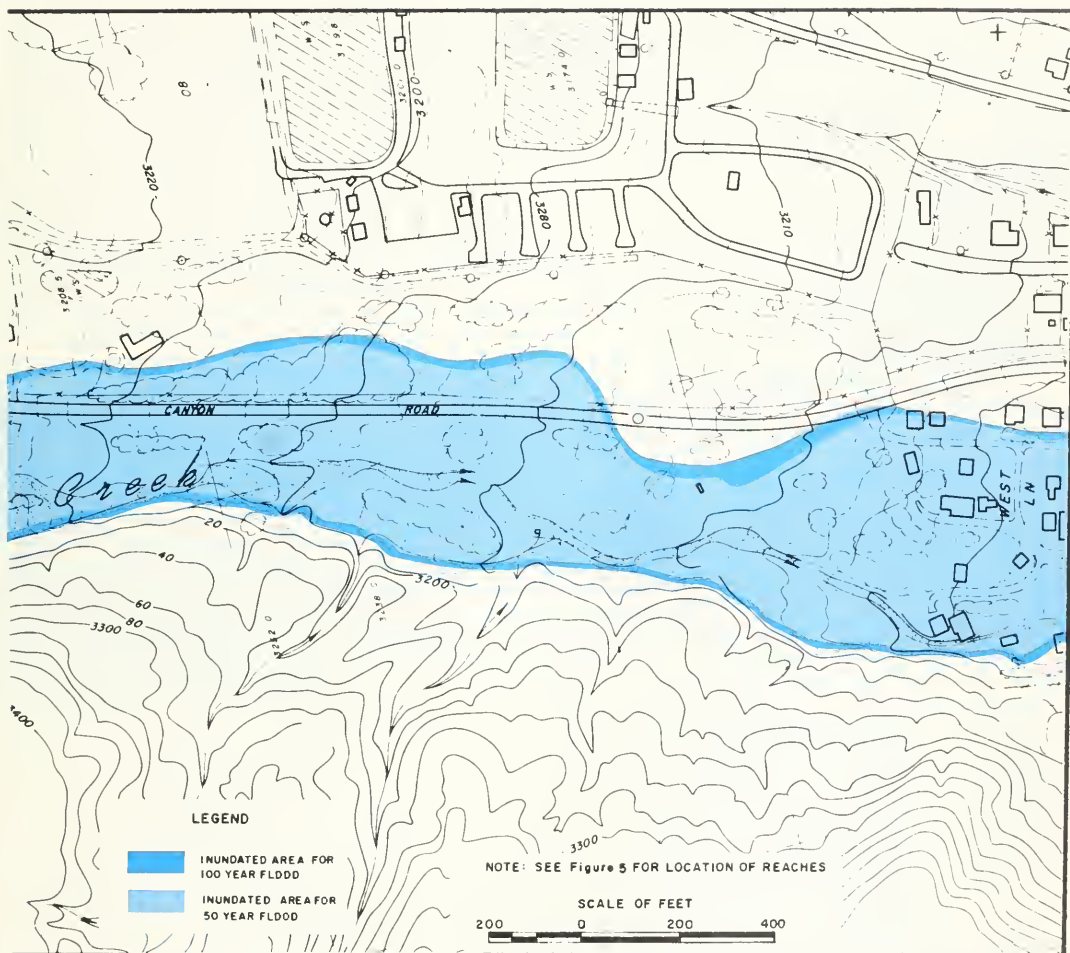 3220
3200
3280
3210
CANYON ROAD
Creek
WEST LN
20
40
60
80
3300
3200
3400
3300
LEGEND
INUNDATED AREA FOR
100 YEAR FLDDD
INUNDATED AREA FOR
50 YEAR FLDOD
NOTE: SEE Figure 5 FOR LOCATION OF REACHES
SCALE OF FEET
200 0 200 400